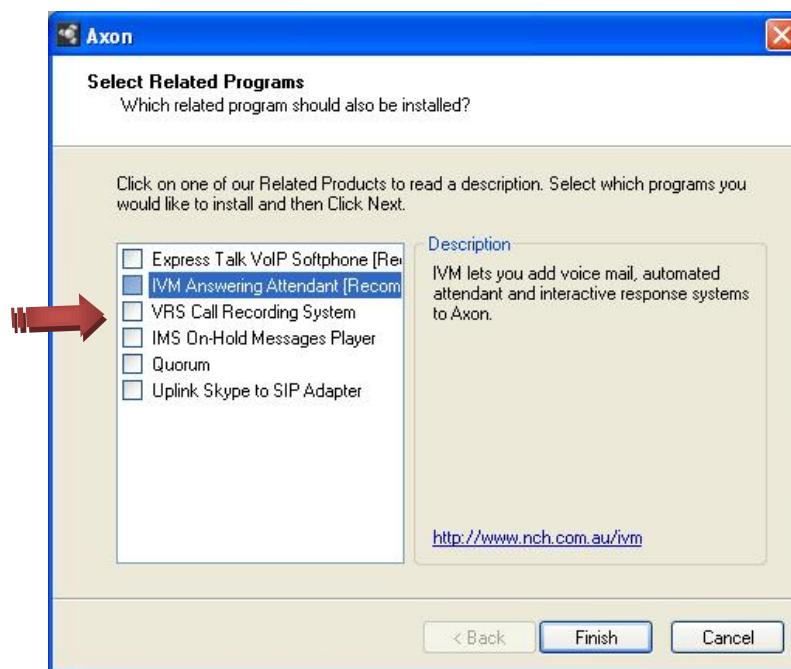 Axon
Select Related Programs
Which related program should also be installed?
Click on one of our Related Products to read a description. Select which programs you
would like to install and then Click Next.
Express Talk VoIP Softphone [Re
IVM Answering Attendant [Recom
VRS Call Recording System
IMS On-Hold Messages Player
Quorum
Uplink Skype to SIP Adapter
Description
IVM lets you add voice mail, automated
attendant and interactive response systems
to Axon.
http://www.nch.com.au/ivm
< Back
Finish
Cancel